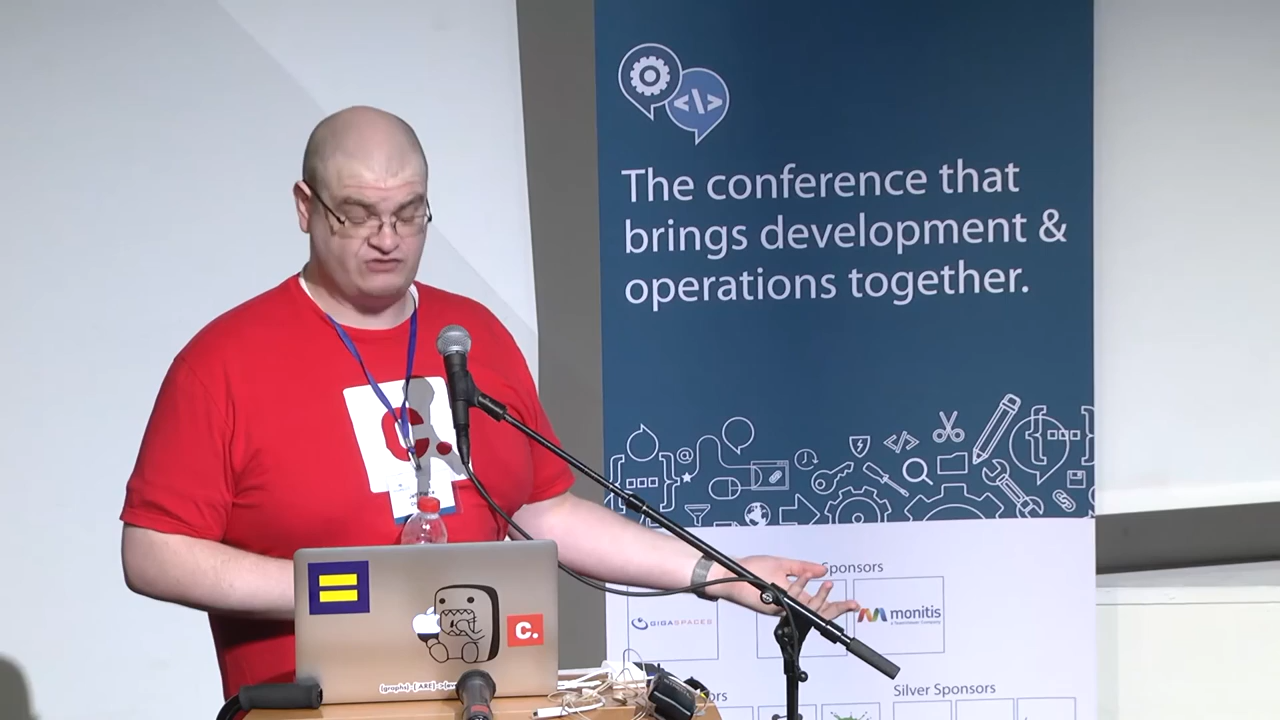 <\>
The conference that
brings development &
operations together.
C.
Sponsors
GIGASPACES
monitis
C.
Silver Sponsors